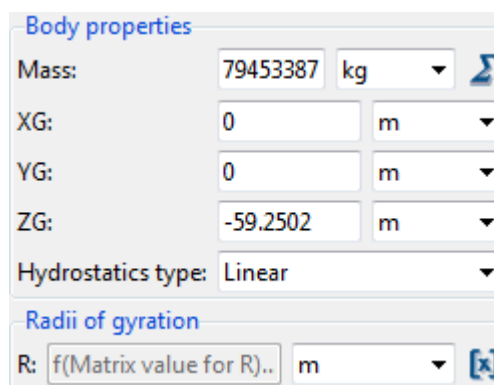 Body properties
Mass: 79453387 kg Σ
XG: 0 m
YG: 0 m
ZG: -59.2502 m
Hydrostatics type: Linear
Radii of gyration
R: f(Matrix value for R).. m [x]